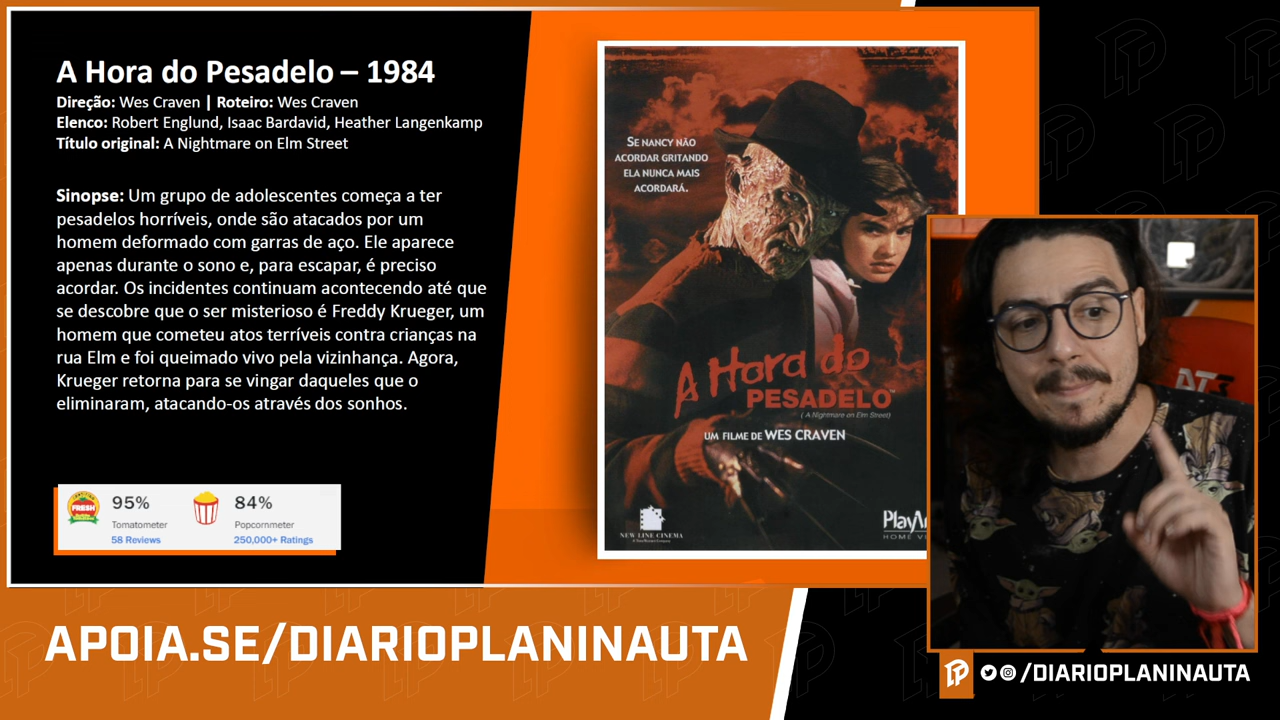 A Hora do Pesadelo – 1984
Direção: Wes Craven | Roteiro: Wes Craven
Elenco: Robert Englund, Isaac Bardavid, Heather Langenkamp
Título original: A Nightmare on Elm Street
Sinopse: Um grupo de adolescentes começa a ter
pesadelos horríveis, onde são atacados por um
homem deformado com garras de aço. Ele aparece
apenas durante o sono e, para escapar, é preciso
acordar. Os incidentes continuam acontecendo até que
se descobre que o ser misterioso é Freddy Krueger, um
homem que cometeu atos terríveis contra crianças na
rua Elm e foi queimado vivo pela vizinhança. Agora,
Krueger retorna para se vingar daqueles que o
eliminaram, atacando-os através dos sonhos.
FRESH
95%
Tomatometer
58 Reviews
84%
Popcornmeter
250,000+ Ratings
SE NANCY NÃO
ACORDAR GRITANDO
ELA NUNCA MAIS
ACORDARÁ.
A Hora do
PESADELO
( A Nightmare on Elm Street)
UM FILME DE WES CRAVEN
NEW LINE CINEMA
PlayA
HOME VI
APOIA.SE/DIARIOPLANINAUTA
/DIARIOPLANINAUTA